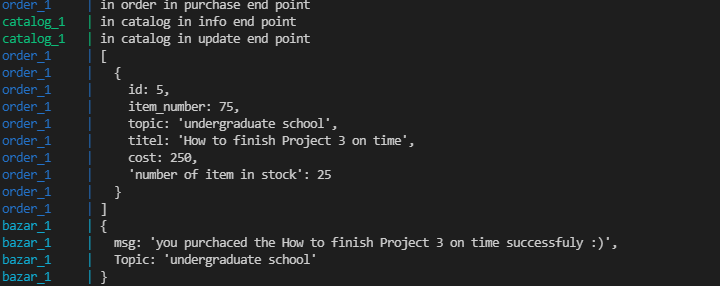 order_1    | in order in purchase end point
catalog_1  | in catalog in info end point
catalog_1  | in catalog in update end point
order_1    | [
order_1    |   {
order_1    |     id: 5,
order_1    |     item_number: 75,
order_1    |     topic: 'undergraduate school',
order_1    |     titel: 'How to finish Project 3 on time',
order_1    |     cost: 250,
order_1    |     'number of item in stock': 25
order_1    |   }
order_1    | ]
bazar_1    | {
bazar_1    |   msg: 'you purchaced the How to finish Project 3 on time successfuly :)',
bazar_1    |   Topic: 'undergraduate school'
bazar_1    | }